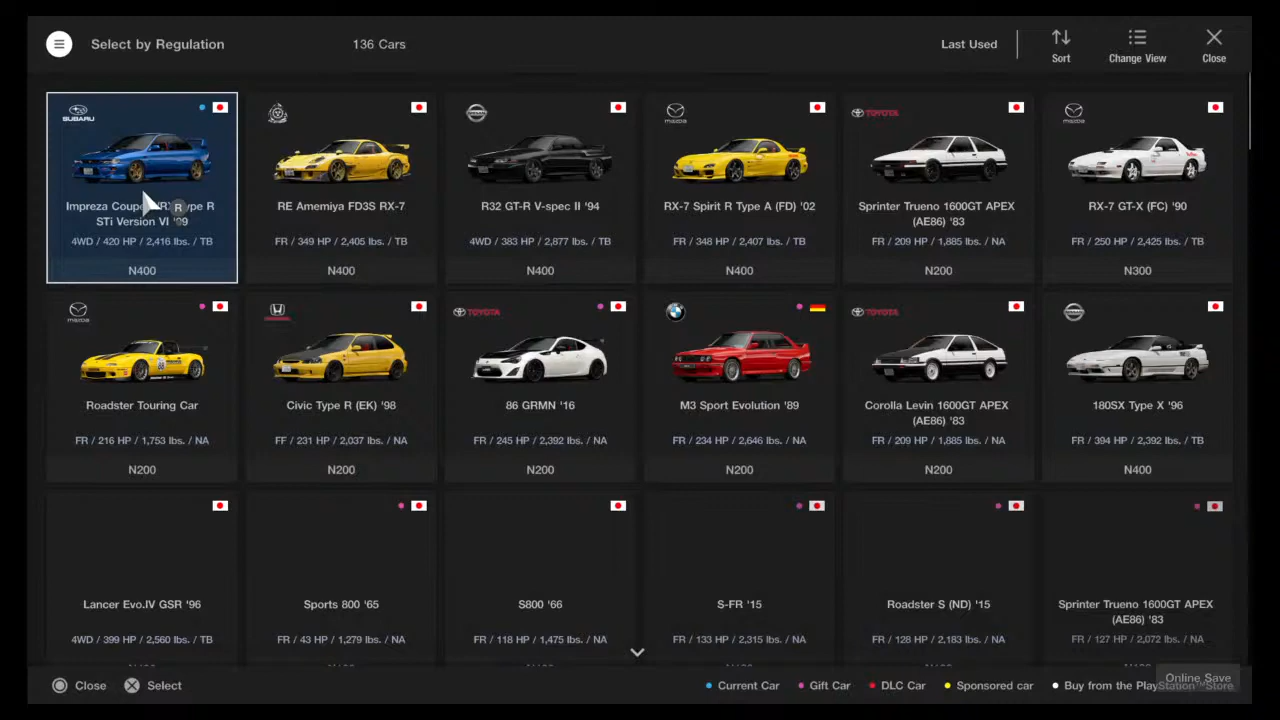 Select by Regulation
136 Cars
Last Used
Sort
Change View
Close
SUBARU
Impreza Coupe
STi Version VI
4WD / 420 HP / 2,416 lbs. / TB
N400
RE Amemiya FD3S RX-7
FR / 349 HP / 2,405 lbs. / TB
N400
R32 GT-R V-spec II '94
4WD / 383 HP / 2,877 lbs. / TB
N400
mazda
RX-7 Spirit R Type A (FD) '02
FR / 348 HP / 2,407 lbs. / TB
N400
TOYOTA
Sprinter Trueno 1600GT APEX
(AE86) '83
FR / 209 HP / 1,885 lbs. / NA
N200
mazda
RX-7 GT-X (FC) '90
FR / 250 HP / 2,425 lbs. / TB
N300
mazda
Roadster Touring Car
FR / 216 HP / 1,753 lbs. / NA
N200
Civic Type R (EK) '98
FF / 231 HP / 2,037 lbs. / NA
N200
TOYOTA
86 GRMN '16
FR / 245 HP / 2,392 lbs. / NA
N200
M3 Sport Evolution '89
FR / 234 HP / 2,646 lbs. / NA
N200
TOYOTA
Corolla Levin 1600GT APEX
(AE86) '83
FR / 209 HP / 1,885 lbs. / NA
N200
180SX Type X '96
FR / 394 HP / 2,392 lbs. / TB
N400
Lancer Evo.IV GSR '96
4WD / 399 HP / 2,560 lbs. / TB
Sports 800 '65
FR / 43 HP / 1,279 lbs. / NA
S800 '66
FR / 118 HP / 1,475 lbs. / NA
S-FR '15
FR / 133 HP / 2,315 lbs. / NA
Roadster S (ND) '15
FR / 128 HP / 2,183 lbs. / NA
Sprinter Trueno 1600GT APEX
(AE86) '83
FR / 127 HP / 2,072 lbs. / NA
Close
Select
Current Car
Gift Car
DLC Car
Sponsored car
Buy from the PlayStation™Store
Online Save